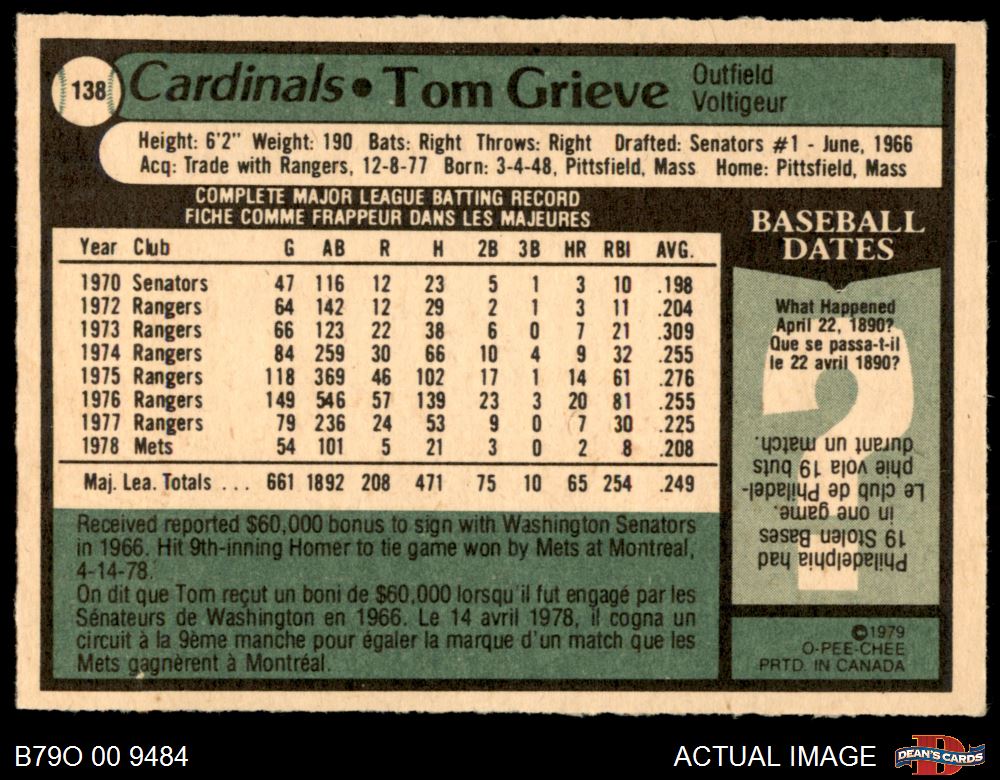 138 Cardinals • Tom Grieve Outfield
Voltigeur
Height: 6'2" Weight: 190 Bats: Right Throws: Right Drafted: Senators #1 - June, 1966
Acq: Trade with Rangers, 12-8-77 Born: 3-4-48, Pittsfield, Mass Home: Pittsfield, Mass
COMPLETE MAJOR LEAGUE BATTING RECORD
FICHE COMME FRAPPEUR DANS LES MAJEURES
Year Club G AB R H 2B 3B HR RBI AVG.
1970 Senators 47 116 12 23 5 1 3 10 .198
1972 Rangers 64 142 12 29 2 1 3 11 .204
1973 Rangers 66 123 22 38 6 0 7 21 .309
1974 Rangers 84 259 30 66 10 4 9 32 .255
1975 Rangers 118 369 46 102 17 1 14 61 .276
1976 Rangers 149 546 57 139 23 3 20 81 .255
1977 Rangers 79 236 24 53 9 0 7 30 .225
1978 Mets 54 101 5 21 3 0 2 8 .208
Maj. Lea. Totals ... 661 1892 208 471 75 10 65 254 .249
Received reported $60,000 bonus to sign with Washington Senators
in 1966. Hit 9th-inning Homer to tie game won by Mets at Montreal,
4-14-78.
On dit que Tom reçut un boni de $60,000 lorsqu'il fut engagé par les
Sénateurs de Washington en 1966. Le 14 avril 1978, il cogna un
circuit à la 9ème manche pour égaler la marque d'un match que les
Mets gagnèrent à Montréal.
BASEBALL
DATES
What Happened
April 22, 1890?
Que se passa-t-il
le 22 avril 1890?
Philadelphia had
19 Stolen Bases
in one game.
Le club de Philadel-
phie vola 19 buts
durant un match.
©1979
O-PEE-CHEE
PRTD. IN CANADA
B79O 00 9484 ACTUAL IMAGE DEAN'S CARDS